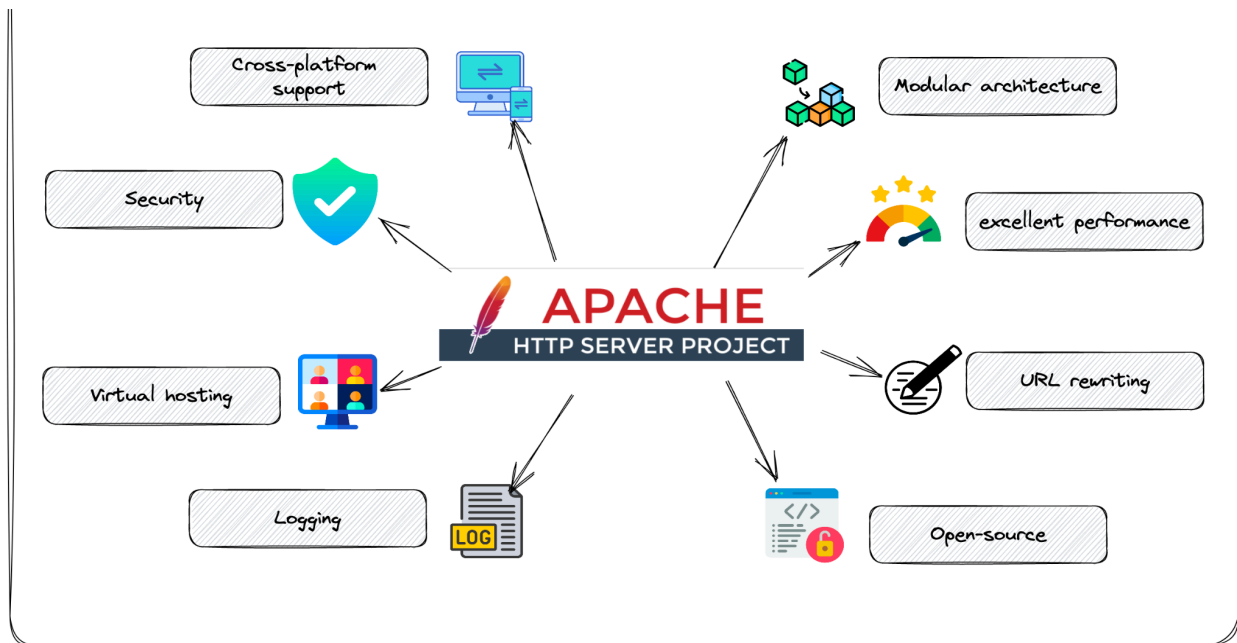 Cross-platform
support
Modular architecture
Security
excellent performance
APACHE
HTTP SERVER PROJECT
Virtual hosting
URL rewriting
Logging
LOG
</>
Open-source